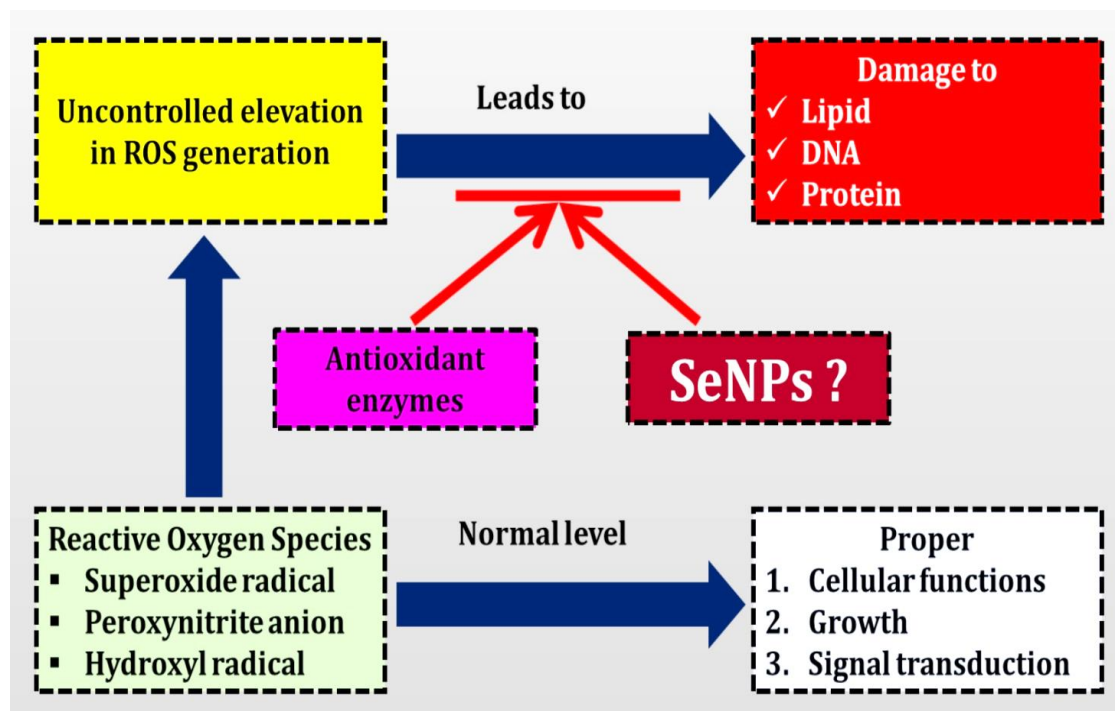 Uncontrolled elevation
in ROS generation
Leads to
Damage to
✓ Lipid
✓ DNA
✓ Protein
Antioxidant
enzymes
SeNPs ?
Reactive Oxygen Species
▪ Superoxide radical
▪ Peroxynitrite anion
▪ Hydroxyl radical
Normal level
Proper
1. Cellular functions
2. Growth
3. Signal transduction